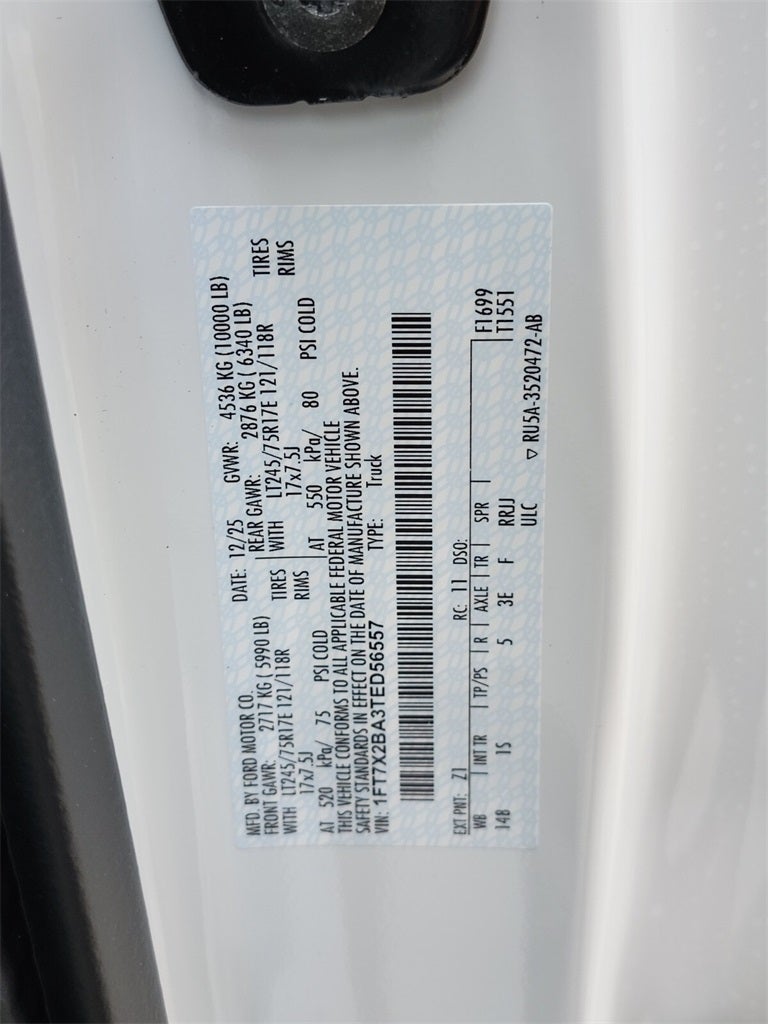 MFD. BY FORD MOTOR CO. DATE: 12/25 GVWR: 4536 KG (10000 LB)
FRONT GAWR: 2717 KG ( 5990 LB) REAR GAWR: 2876 KG ( 6340 LB)
WITH LT245/75R17E 121/118R TIRES WITH LT245/75R17E 121/118R TIRES
17x7.5J RIMS 17x7.5J RIMS
AT 520 kPa/ 75 PSI COLD AT 550 kPa/ 80 PSI COLD
THIS VEHICLE CONFORMS TO ALL APPLICABLE FEDERAL MOTOR VEHICLE
SAFETY STANDARDS IN EFFECT ON THE DATE OF MANUFACTURE SHOWN ABOVE.
VIN: 1FT7X2BA3TED56557 TYPE: Truck
EXT PNT: Z1 RC: 11 DSO: F1699
WB INT TR TP/PS R AXLE TR SPR T1551
148 1S 5 3E F RRJJ
ULC ▽ RU5A-3520472-AB